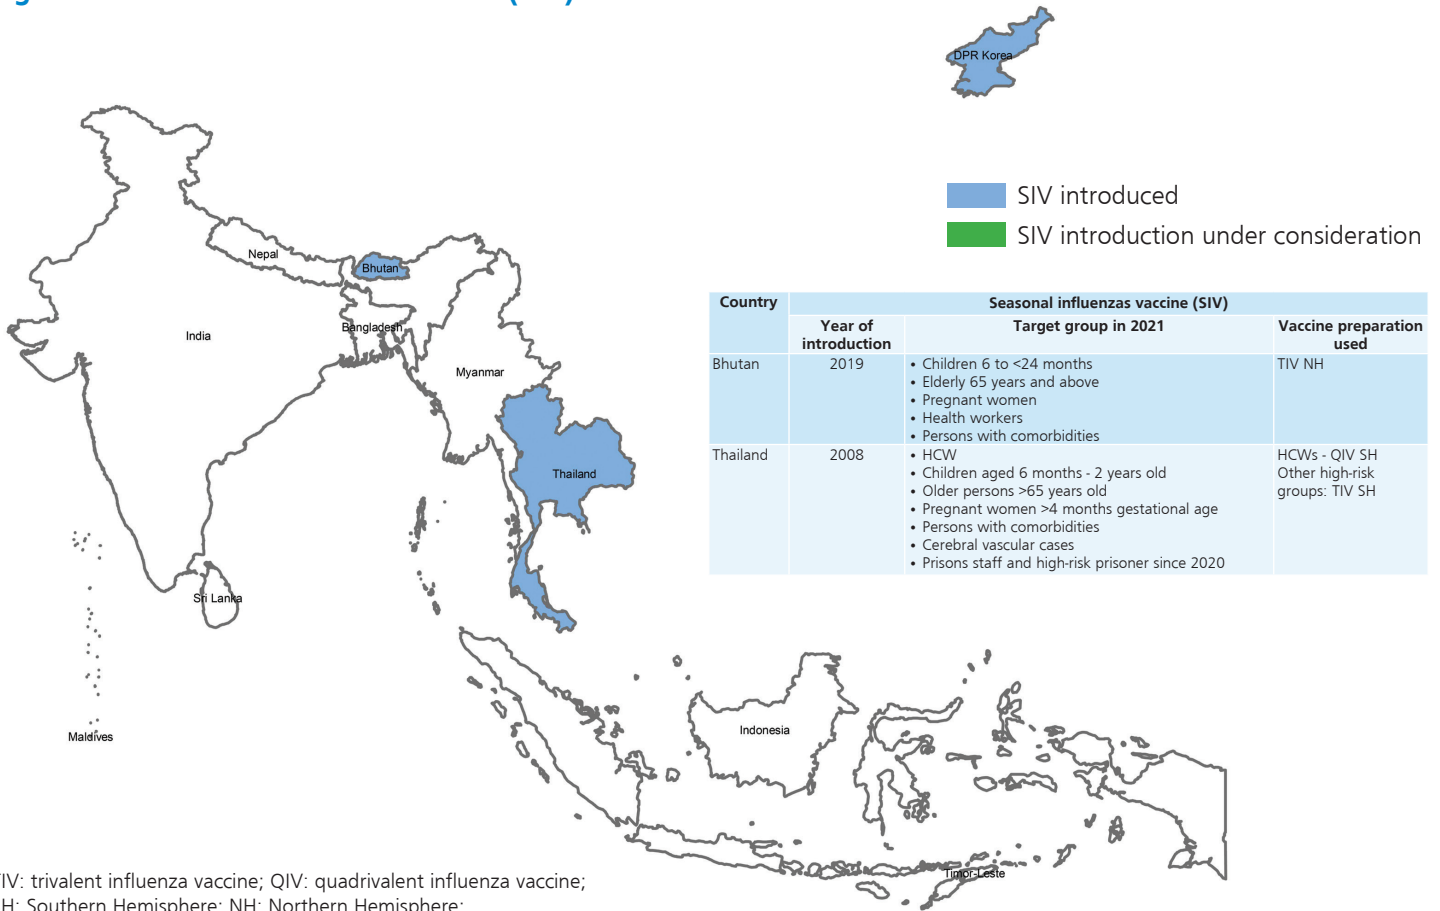 DPR Korea
SIV introduced
SIV introduction under consideration
Nepal
Bhutan
India
Bangladesh
Myanmar
Thailand
Sri Lanka
Maldives
Indonesia
Timor-Leste
Country
Seasonal influenzas vaccine (SIV)
Year of
introduction
Target group in 2021
Vaccine preparation
used
Bhutan
2019
• Children 6 to <24 months
• Elderly 65 years and above
• Pregnant women
• Health workers
• Persons with comorbidities
TIV NH
Thailand
2008
• HCW
• Children aged 6 months - 2 years old
• Older persons >65 years old
• Pregnant women >4 months gestational age
• Persons with comorbidities
• Cerebral vascular cases
• Prisons staff and high-risk prisoner since 2020
HCWs - QIV SH
Other high-risk
groups: TIV SH
IV: trivalent influenza vaccine; QIV: quadrivalent influenza vaccine;
H: Southern Hemisphere; NH: Northern Hemisphere;